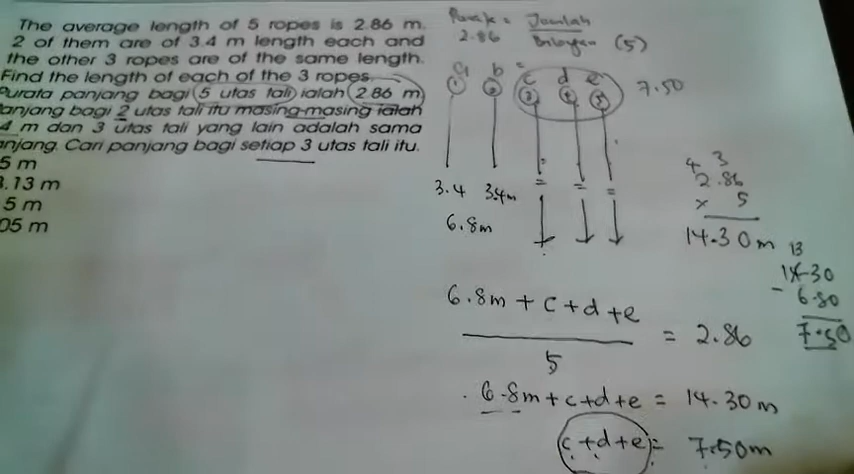 The average length of 5 ropes is 2.86 m.
2 of them are of 3.4 m length each and
the other 3 ropes are of the same length.
Find the length of each of the 3 ropes.
Purata panjang bagi 5 utas tali ialah 2.86 m
anjang bagi 2 utas tali itu masing-masing ialah
4 m dan 3 utas tali yang lain adalah sama
anjang. Cari panjang bagi setiap 3 utas tali itu.
5 m
.13 m
5 m
05 m
= Jumlah
2.86 Bilangan (5)
a b c d e
1 2 3 4 5
7.50
3.4 3.4m
= = =
6.8m
4 3
2.86
x 5
14.30m
13
14.30
- 6.80
7.50
6.8m + c + d + e
= 2.86
5
6.8m + c + d + e = 14.30m
c + d + e = 7.50m